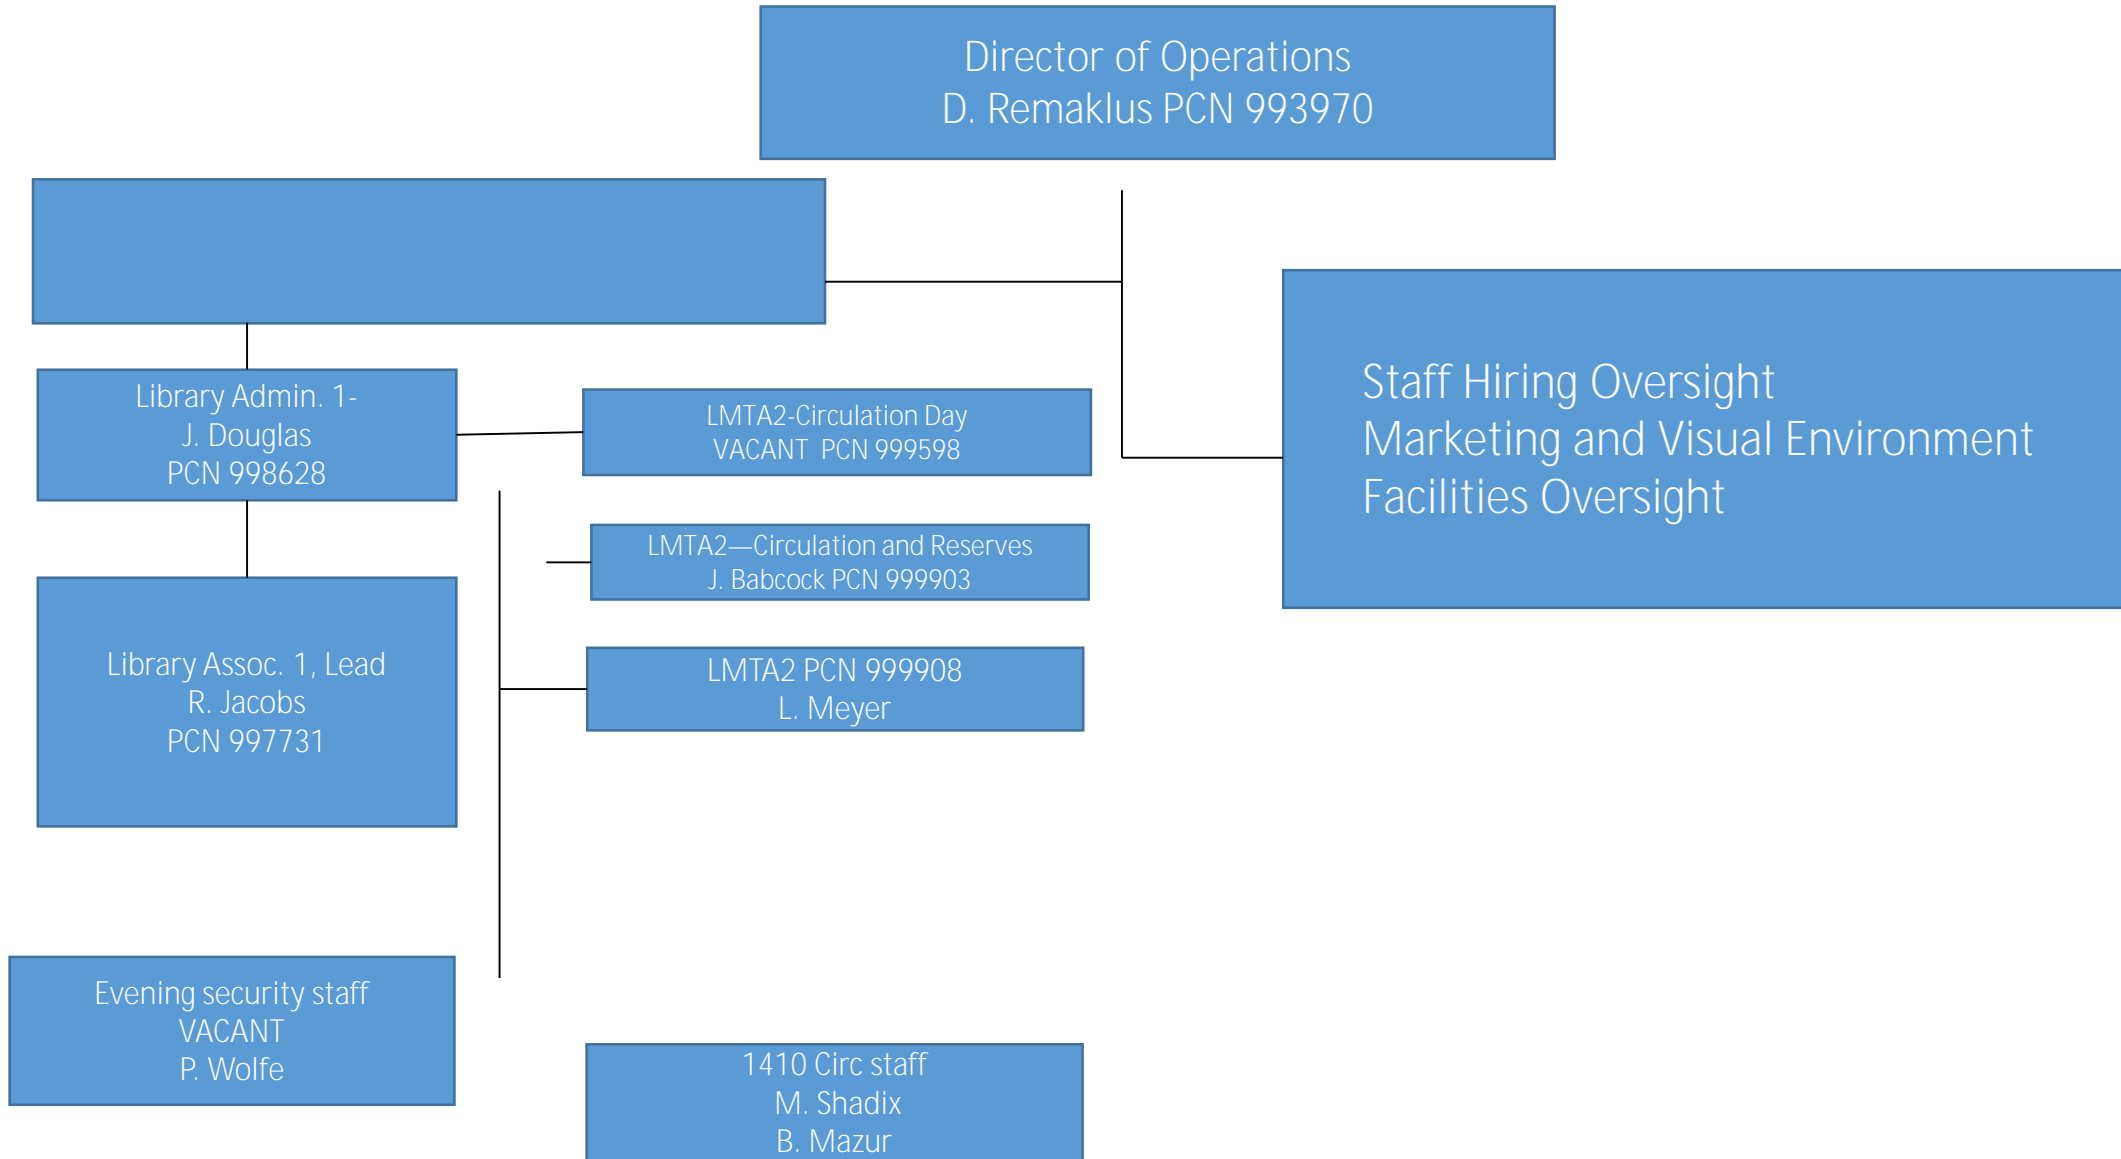 Director of Operations
D. Remaklus PCN 993970
Staff Hiring Oversight
Marketing and Visual Environment
Facilities Oversight
Library Admin. 1-
J. Douglas
PCN 998628
LMTA2-Circulation Day
VACANT  PCN 999598
LMTA2—Circulation and Reserves
J. Babcock PCN 999903
LMTA2 PCN 999908
L. Meyer
Library Assoc. 1, Lead
R. Jacobs
PCN 997731
Evening security staff
VACANT
P. Wolfe
1410 Circ staff
M. Shadix
B. Mazur